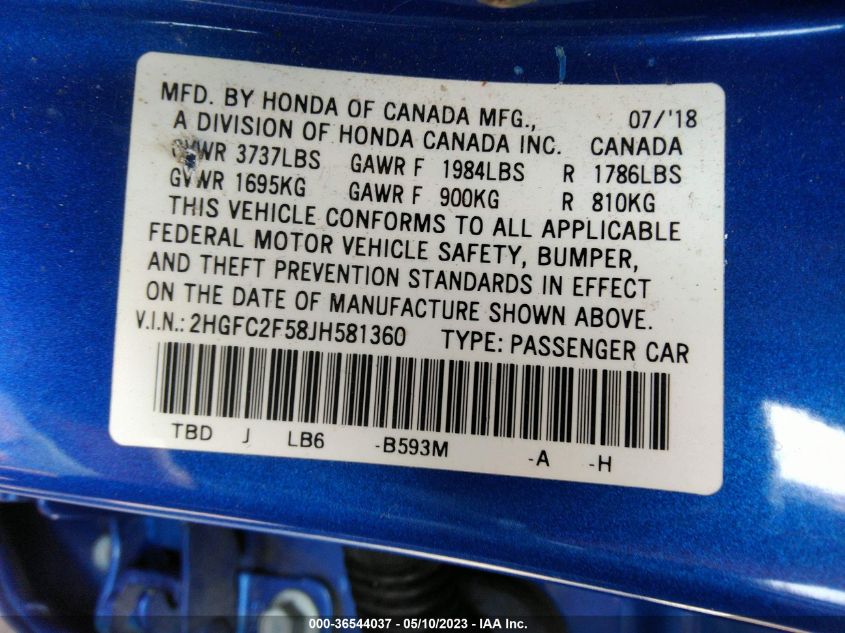 MFD. BY HONDA OF CANADA MFG., 07/'18
A DIVISION OF HONDA CANADA INC. CANADA
GVWR 3737LBS GAWR F 1984LBS R 1786LBS
GVWR 1695KG GAWR F 900KG R 810KG
THIS VEHICLE CONFORMS TO ALL APPLICABLE
FEDERAL MOTOR VEHICLE SAFETY, BUMPER,
AND THEFT PREVENTION STANDARDS IN EFFECT
ON THE DATE OF MANUFACTURE SHOWN ABOVE.
V.I.N.: 2HGFC2F58JH581360 TYPE: PASSENGER CAR
TBD J LB6 -B593M -A -H
000-36544037 - 05/10/2023 - IAA Inc.